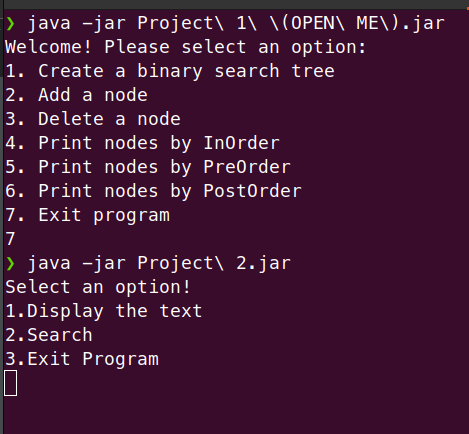 ❯ java -jar Project\ 1\ \(OPEN\ ME\).jar
Welcome! Please select an option:
1. Create a binary search tree
2. Add a node
3. Delete a node
4. Print nodes by InOrder
5. Print nodes by PreOrder
6. Print nodes by PostOrder
7. Exit program
7
❯ java -jar Project\ 2.jar
Select an option!
1.Display the text
2.Search
3.Exit Program